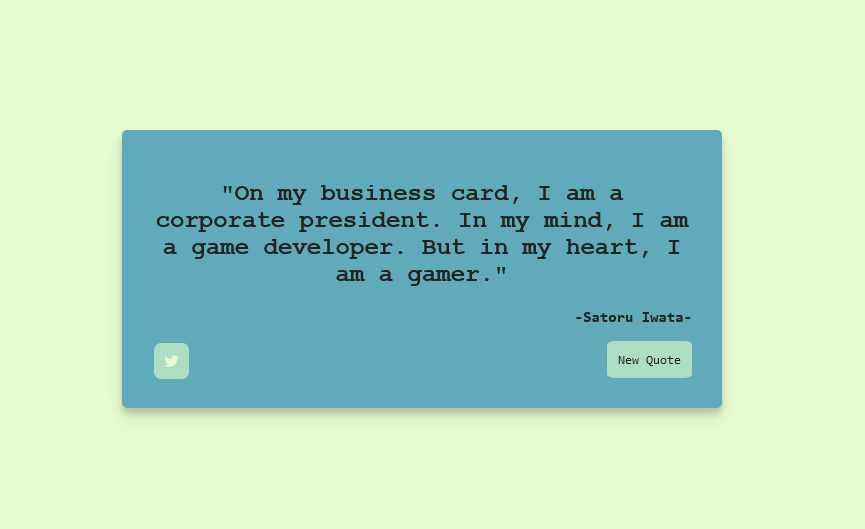 "On my business card, I am a
corporate president. In my mind, I am
a game developer. But in my heart, I
am a gamer."
-Satoru Iwata-
New Quote